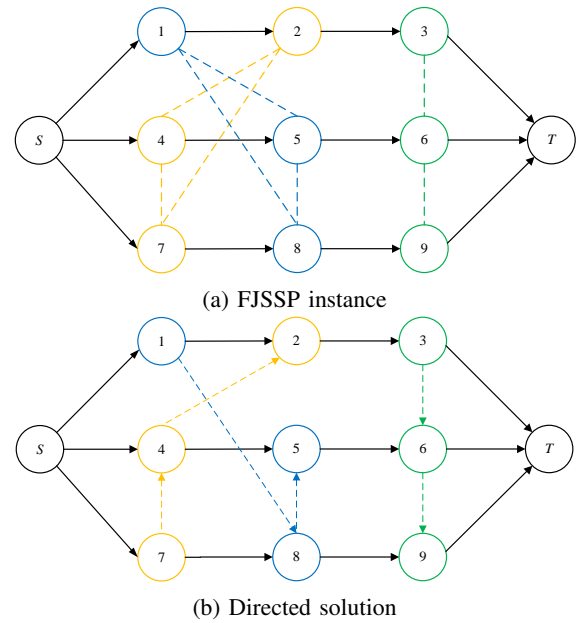 1 2 3
S 4 5 6 T
7 8 9
(a) FJSSP instance
1 2 3
S 4 5 6 T
7 8 9
(b) Directed solution